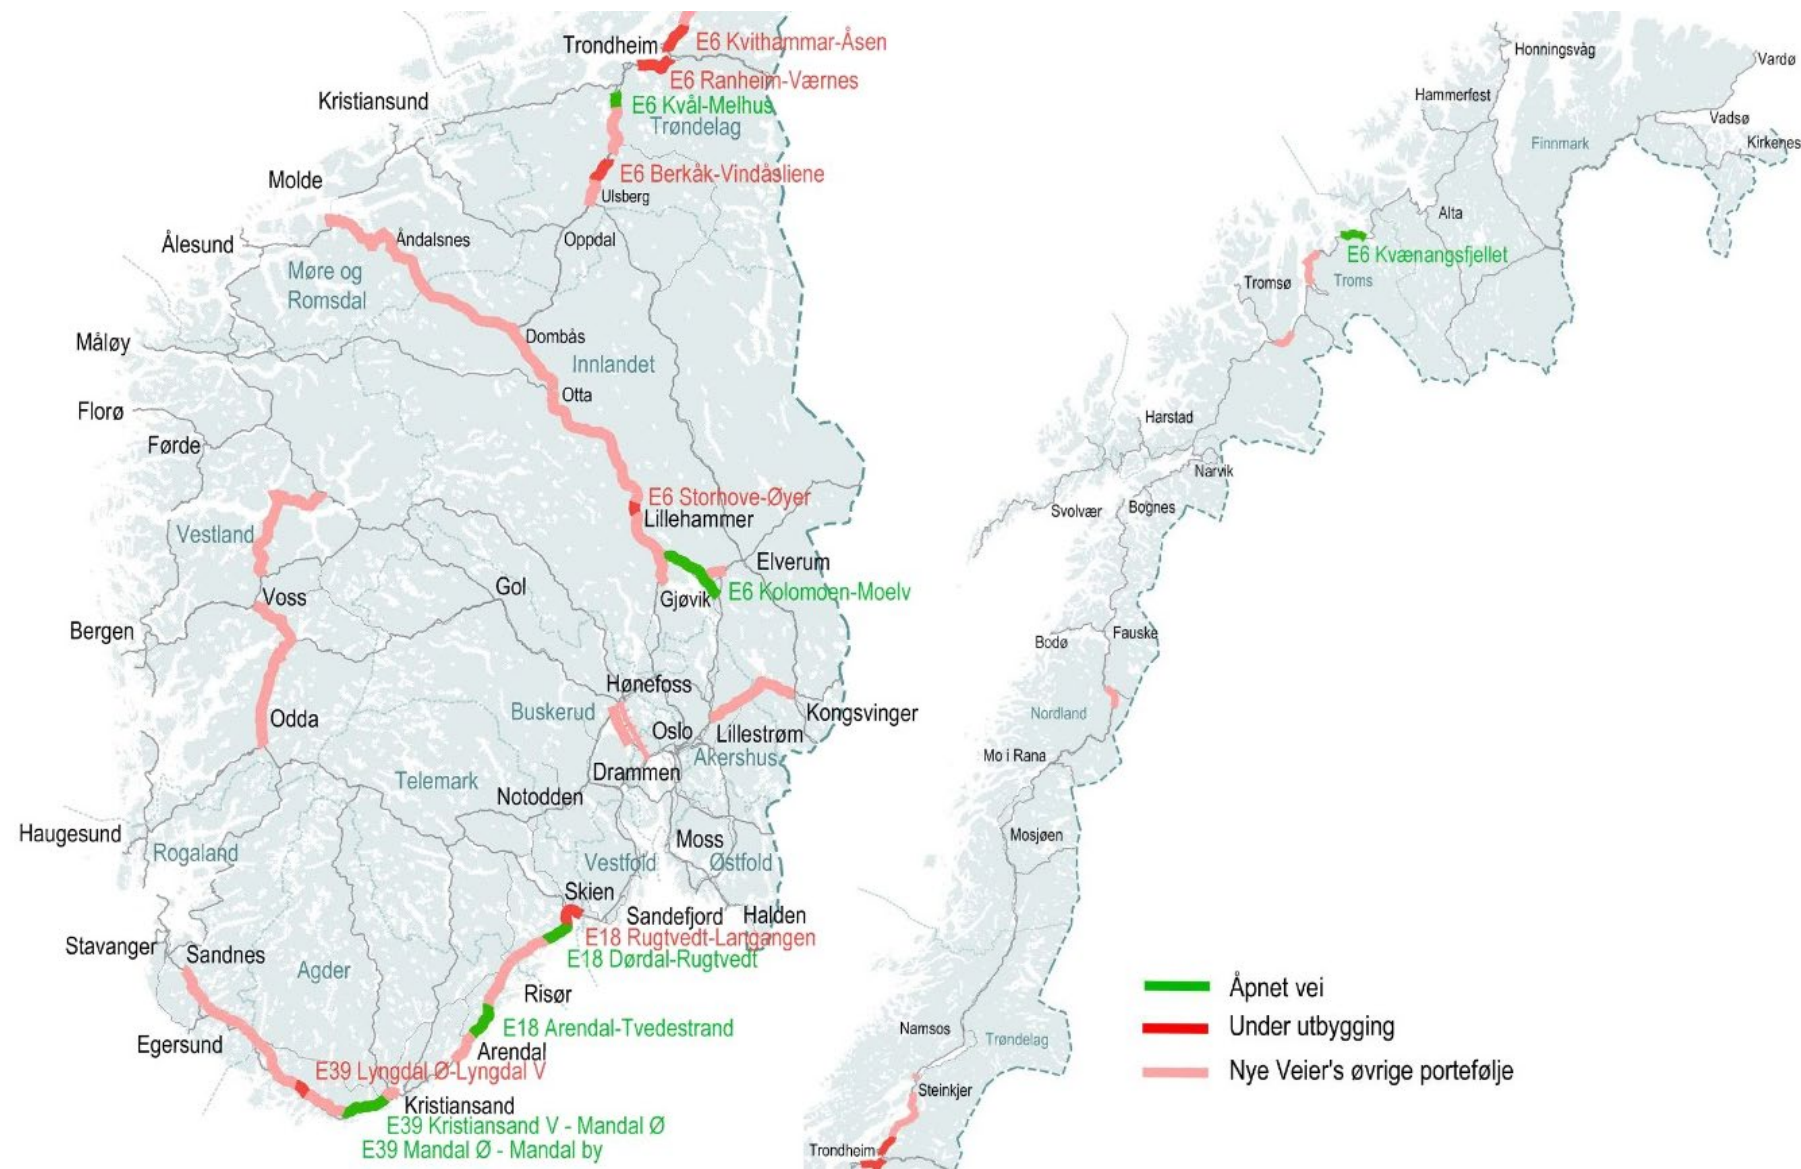 Trondheim
E6 Kvithammar-Åsen
E6 Ranheim-Værnes
Kristiansund
E6 Kvål-Melhus
Trøndelag
E6 Berkåk-Vindåsliene
Molde
Ulsberg
Ålesund
Åndalsnes
Oppdal
Møre og
Romsdal
Måløy
Dombås
Innlandet
Otta
Florø
Førde
E6 Storhove-Øyer
Lillehammer
Vestland
Elverum
Gol
E6 Kolomoen-Moelv
Gjøvik
Voss
Bergen
Hønefoss
Buskerud
Odda
Kongsvinger
Oslo
Lillestrøm
Akershus
Drammen
Telemark
Notodden
Haugesund
Moss
Rogaland
Vestfold
Østfold
Skien
Sandefjord
Halden
E18 Rugtvedt-Langangen
E18 Dørdal-Rugtvedt
Stavanger
Sandnes
Agder
Risør
E18 Arendal-Tvedestrand
Egersund
Arendal
E39 Lyngdal Ø-Lyngdal V
Kristiansand
E39 Kristiansand V - Mandal Ø
E39 Mandal Ø - Mandal by
Honningsvåg
Vardø
Hammerfest
Vadsø
Finnmark
Kirkenes
Alta
E6 Kvænangsfjellet
Tromsø
Troms
Harstad
Narvik
Svolvær
Bognes
Bodø
Fauske
Nordland
Mo i Rana
Mosjøen
Namsos
Trøndelag
Steinkjer
Trondheim
Åpnet vei
Under utbygging
Nye Veier's øvrige portefølje